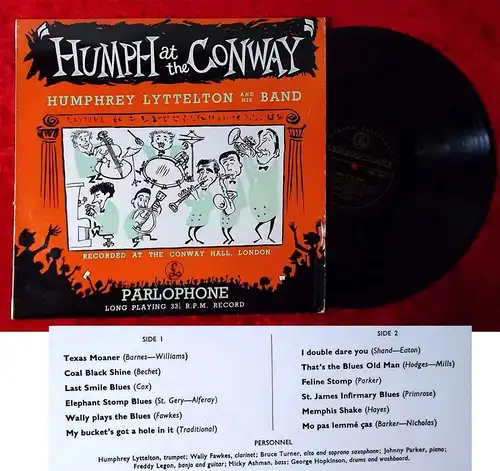 "HUMPH at the CONWAY"
HUMPHREY LYTTELTON AND HIS BAND
RECORDED AT THE CONWAY HALL, LONDON
PARLOPHONE
LONG PLAYING 33⅓ R.P.M. RECORD
SIDE 1
Texas Moaner (Barnes—Williams)
Coal Black Shine (Bechet)
Last Smile Blues (Cox)
Elephant Stomp Blues (St. Gery—Alferay)
Wally plays the Blues (Fawkes)
My bucket's got a hole in it (Traditional)
SIDE 2
I double dare you (Shand—Eaton)
That's the Blues Old Man (Hodges—Mills)
Feline Stomp (Parker)
St. James Infirmary Blues (Primrose)
Memphis Shake (Hayes)
Mo pas lemmé ças (Barker—Nicholas)
PERSONNEL
Humphrey Lyttelton, trumpet; Wally Fawkes, clarinet; Bruce Turner, alto and soprano saxophone; Johnny Parker, piano;
Freddy Legon, banjo and guitar; Micky Ashman, bass; George Hopkinson, drums and washboard.